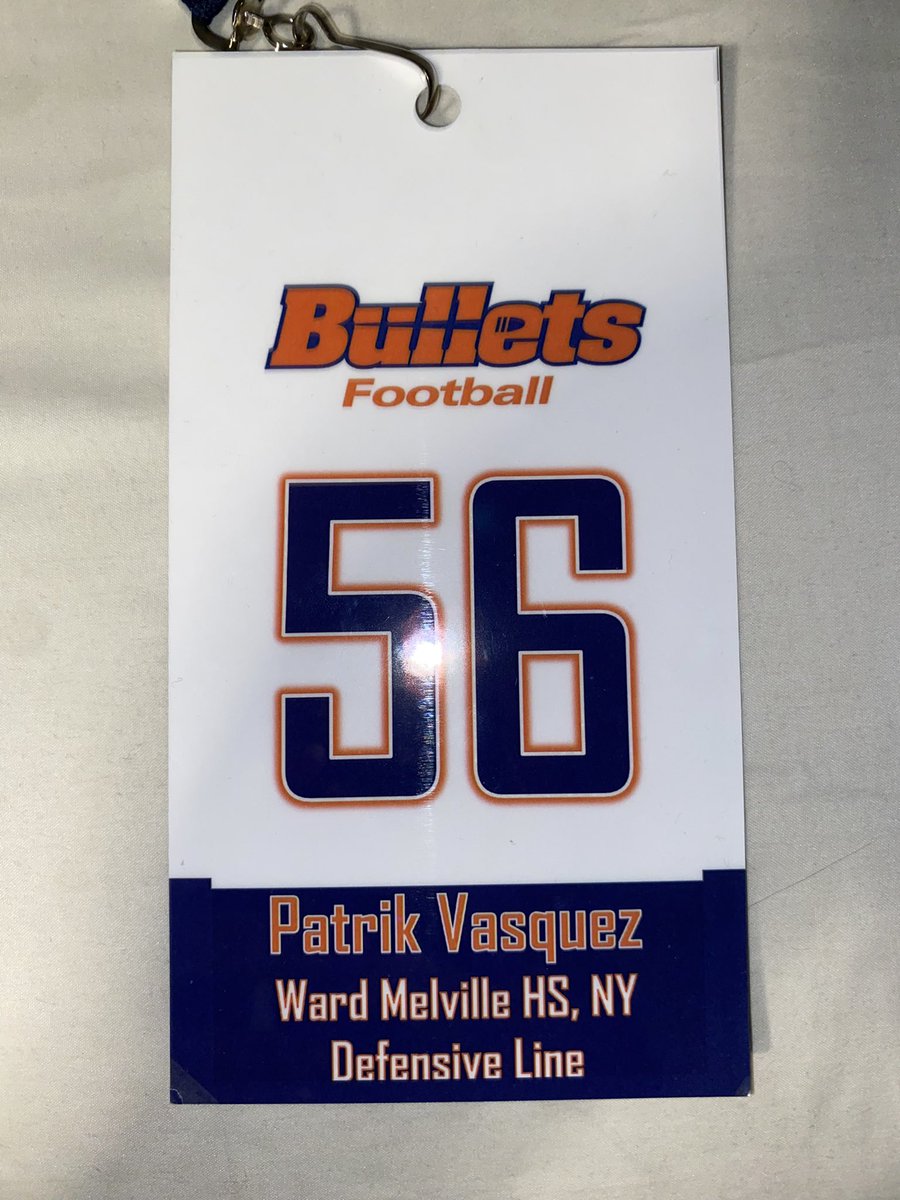 Bullets
Football
56
Patrik Vasquez
Ward Melville HS, NY
Defensive Line